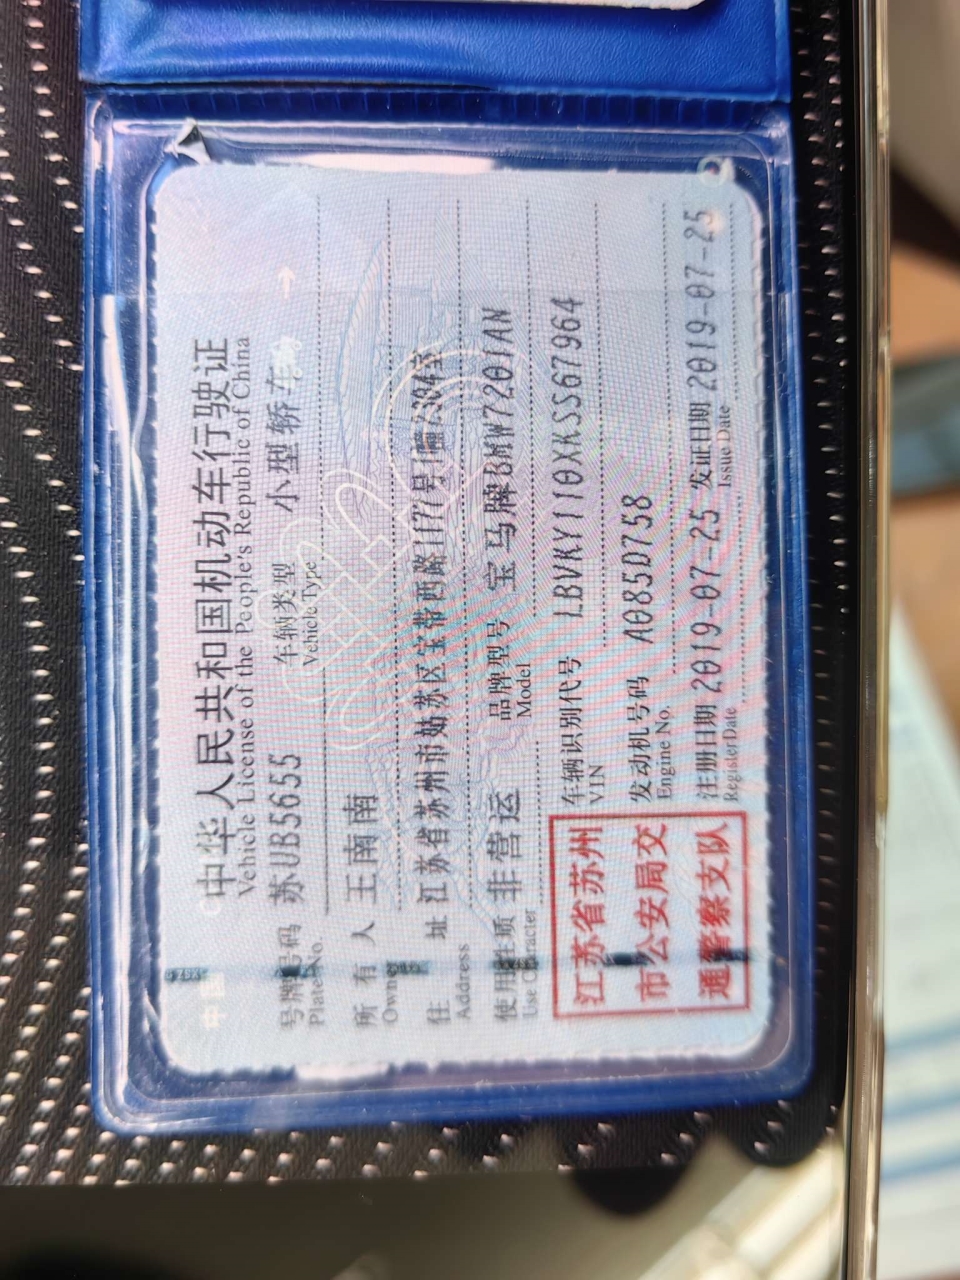 中华人民共和国机动车行驶证
Vehicle License of the People's Republic of China
号牌号码 苏UB5655 车辆类型 小型轿车
Plate No. Vehicle Type
所有人 王南南
Owner
住址 江苏省苏州市姑苏区宝带西路1177号1幢2304室
Address
使用性质 非营运 品牌型号 宝马牌BMW7201AN
Use Character Model
车辆识别代号 LBVKY110XKSS67964
VIN
发动机号码 A085D758
Engine No.
注册日期 2019-07-25 发证日期 2019-07-25
Register Date Issue Date
江苏省苏州
市公安局交
通警察支队